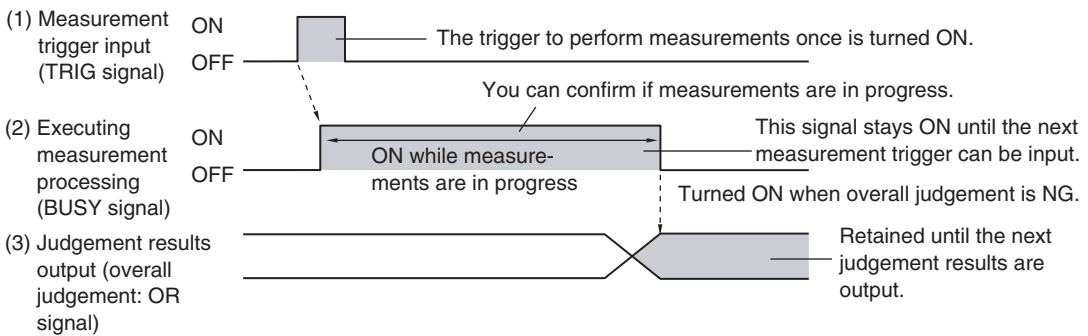 (1) Measurement
trigger input
(TRIG signal)
ON
OFF
The trigger to perform measurements once is turned ON.
You can confirm if measurements are in progress.
(2) Executing
measurement
processing
(BUSY signal)
ON
OFF
ON while measure-
ments are in progress
This signal stays ON until the next
measurement trigger can be input.
Turned ON when overall judgement is NG.
(3) Judgement results
output (overall
judgement: OR
signal)
Retained until the next
judgement results are
output.